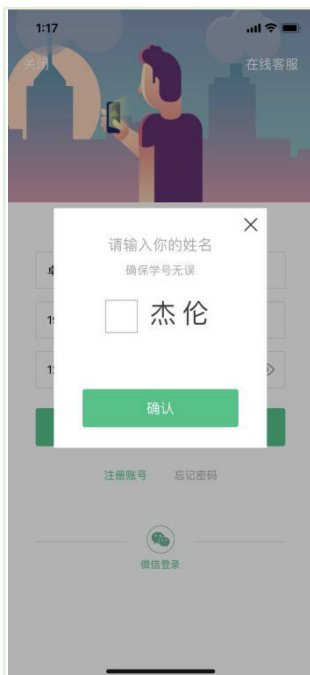 1:17
关闭
在线客服
请输入你的姓名
确保学号无误
杰伦
确认
注册账号 忘记密码
微信登录